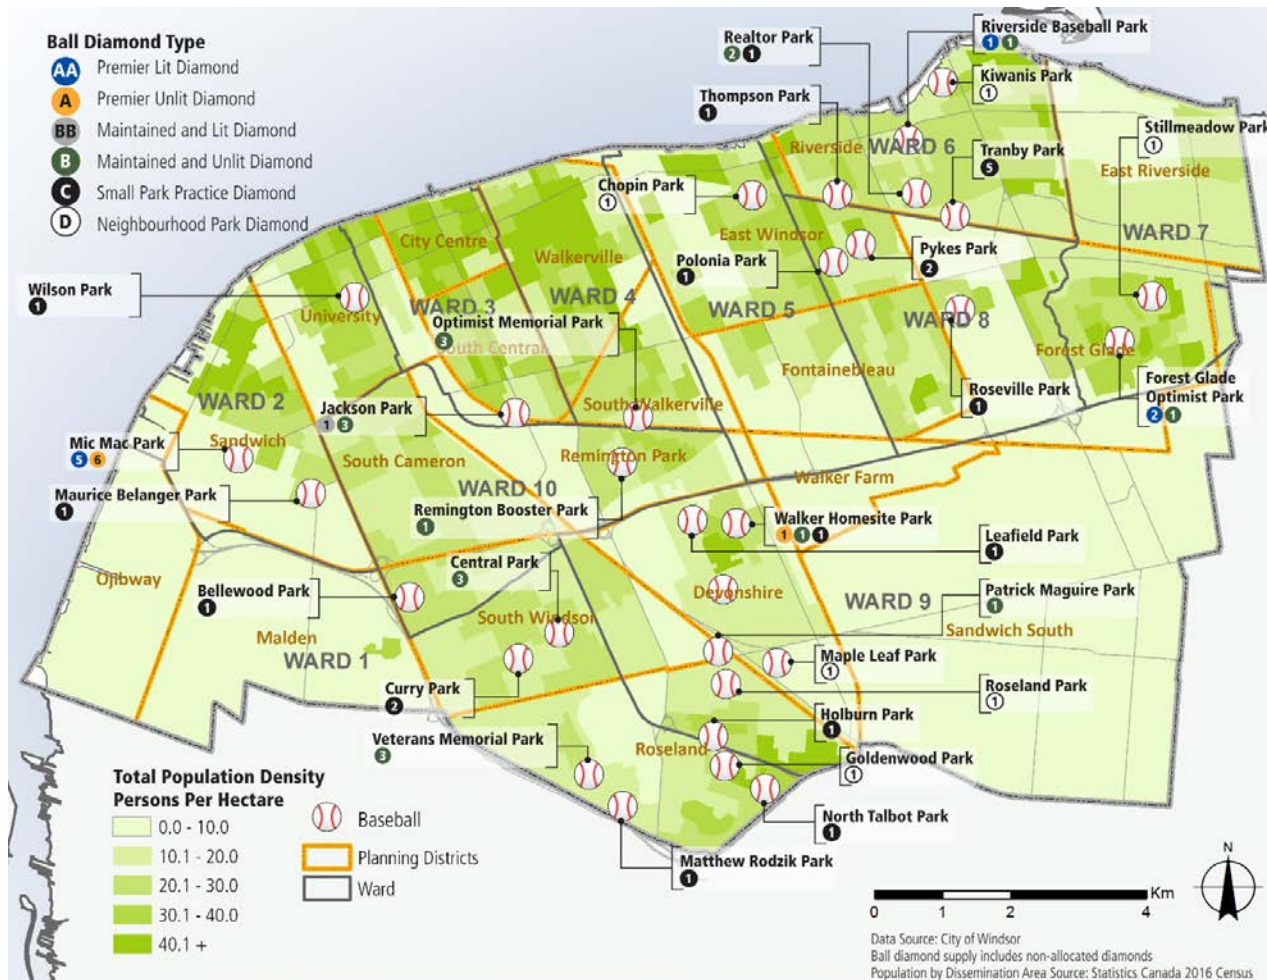 Ball Diamond Type
AA Premier Lit Diamond
A Premier Unlit Diamond
BB Maintained and Lit Diamond
B Maintained and Unlit Diamond
C Small Park Practice Diamond
D Neighbourhood Park Diamond
Realtor Park
2 1
Riverside Baseball Park
1 1
Kiwanis Park
1
Thompson Park
1
Stillmeadow Park
1
Riverside
WARD 6
Tranby Park
5
East Riverside
Chopin Park
1
WARD 7
City Centre
East Windsor
Walkerville
Polonia Park
1
Pykes Park
2
Wilson Park
1
University
WARD 3
WARD 4
WARD 5
WARD 8
Optimist Memorial Park
3
South Central
Forest Glade
Fontainebleau
Roseville Park
1
Forest Glade
Optimist Park
2 1
WARD 2
Jackson Park
1 3
South Walkerville
Mic Mac Park
5 6
Sandwich
South Cameron
Remington Park
Walker Farm
Maurice Belanger Park
1
WARD 10
Remington Booster Park
1
Walker Homesite Park
1 1 1
Leafield Park
1
Central Park
3
Ojibway
Bellewood Park
1
Devonshire
Patrick Maguire Park
1
WARD 9
South Windsor
Sandwich South
Malden
WARD 1
Maple Leaf Park
1
Curry Park
2
Roseland Park
1
Holburn Park
1
Veterans Memorial Park
3
Roseland
Goldenwood Park
1
North Talbot Park
1
Matthew Rodzik Park
1
Total Population Density
Persons Per Hectare
0.0 - 10.0
10.1 - 20.0
20.1 - 30.0
30.1 - 40.0
40.1 +
Baseball
Planning Districts
Ward
N
Km
0 1 2 4
Data Source: City of Windsor
Ball diamond supply includes non-allocated diamonds
Population by Dissemination Area Source: Statistics Canada 2016 Census